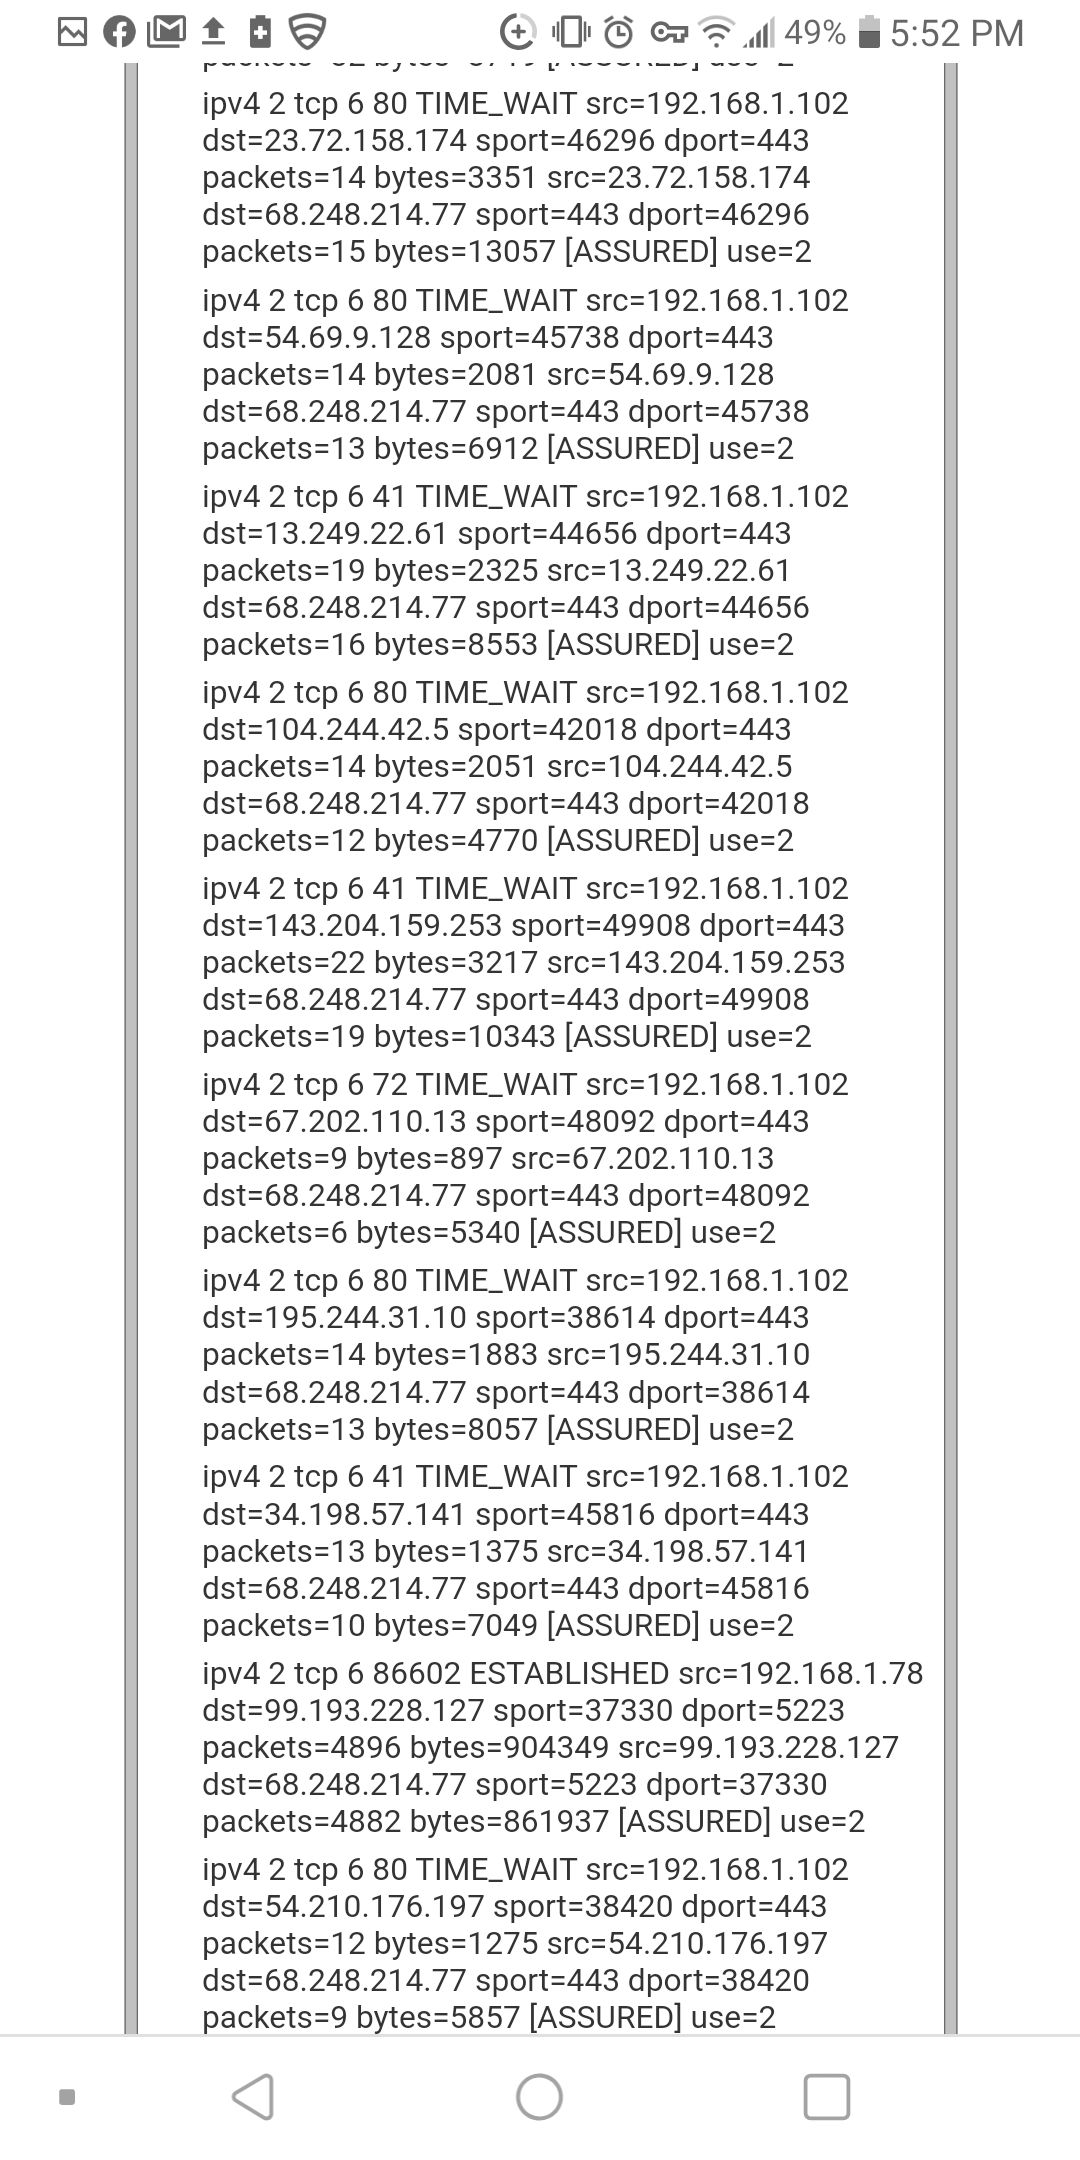 49% 5:52 PM
ipv4 2 tcp 6 80 TIME_WAIT src=192.168.1.102
dst=23.72.158.174 sport=46296 dport=443
packets=14 bytes=3351 src=23.72.158.174
dst=68.248.214.77 sport=443 dport=46296
packets=15 bytes=13057 [ASSURED] use=2
ipv4 2 tcp 6 80 TIME_WAIT src=192.168.1.102
dst=54.69.9.128 sport=45738 dport=443
packets=14 bytes=2081 src=54.69.9.128
dst=68.248.214.77 sport=443 dport=45738
packets=13 bytes=6912 [ASSURED] use=2
ipv4 2 tcp 6 41 TIME_WAIT src=192.168.1.102
dst=13.249.22.61 sport=44656 dport=443
packets=19 bytes=2325 src=13.249.22.61
dst=68.248.214.77 sport=443 dport=44656
packets=16 bytes=8553 [ASSURED] use=2
ipv4 2 tcp 6 80 TIME_WAIT src=192.168.1.102
dst=104.244.42.5 sport=42018 dport=443
packets=14 bytes=2051 src=104.244.42.5
dst=68.248.214.77 sport=443 dport=42018
packets=12 bytes=4770 [ASSURED] use=2
ipv4 2 tcp 6 41 TIME_WAIT src=192.168.1.102
dst=143.204.159.253 sport=49908 dport=443
packets=22 bytes=3217 src=143.204.159.253
dst=68.248.214.77 sport=443 dport=49908
packets=19 bytes=10343 [ASSURED] use=2
ipv4 2 tcp 6 72 TIME_WAIT src=192.168.1.102
dst=67.202.110.13 sport=48092 dport=443
packets=9 bytes=897 src=67.202.110.13
dst=68.248.214.77 sport=443 dport=48092
packets=6 bytes=5340 [ASSURED] use=2
ipv4 2 tcp 6 80 TIME_WAIT src=192.168.1.102
dst=195.244.31.10 sport=38614 dport=443
packets=14 bytes=1883 src=195.244.31.10
dst=68.248.214.77 sport=443 dport=38614
packets=13 bytes=8057 [ASSURED] use=2
ipv4 2 tcp 6 41 TIME_WAIT src=192.168.1.102
dst=34.198.57.141 sport=45816 dport=443
packets=13 bytes=1375 src=34.198.57.141
dst=68.248.214.77 sport=443 dport=45816
packets=10 bytes=7049 [ASSURED] use=2
ipv4 2 tcp 6 86602 ESTABLISHED src=192.168.1.78
dst=99.193.228.127 sport=37330 dport=5223
packets=4896 bytes=904349 src=99.193.228.127
dst=68.248.214.77 sport=5223 dport=37330
packets=4882 bytes=861937 [ASSURED] use=2
ipv4 2 tcp 6 80 TIME_WAIT src=192.168.1.102
dst=54.210.176.197 sport=38420 dport=443
packets=12 bytes=1275 src=54.210.176.197
dst=68.248.214.77 sport=443 dport=38420
packets=9 bytes=5857 [ASSURED] use=2